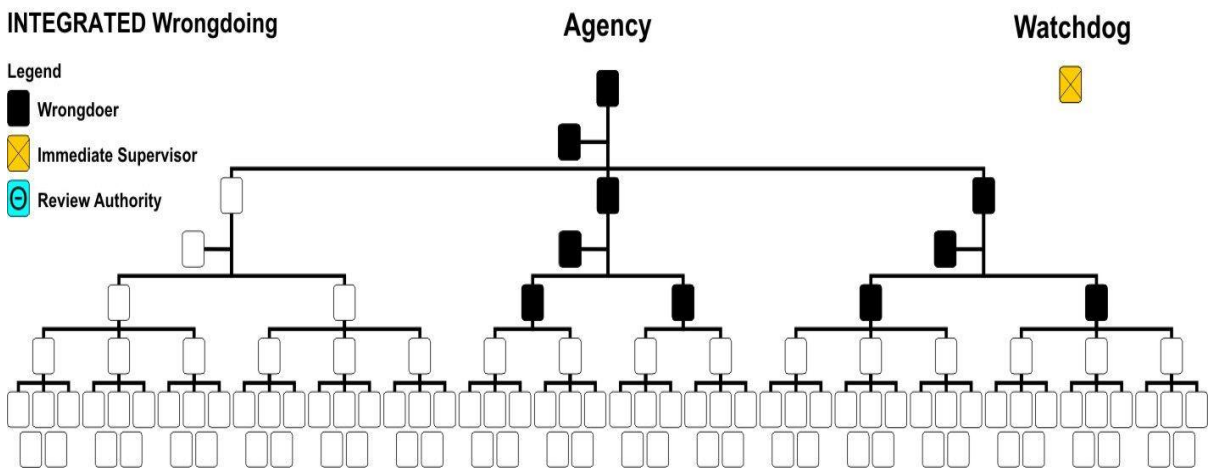 INTEGRATED Wrongdoing
Agency
Watchdog
Legend
Wrongdoer
Immediate Supervisor
Θ Review Authority